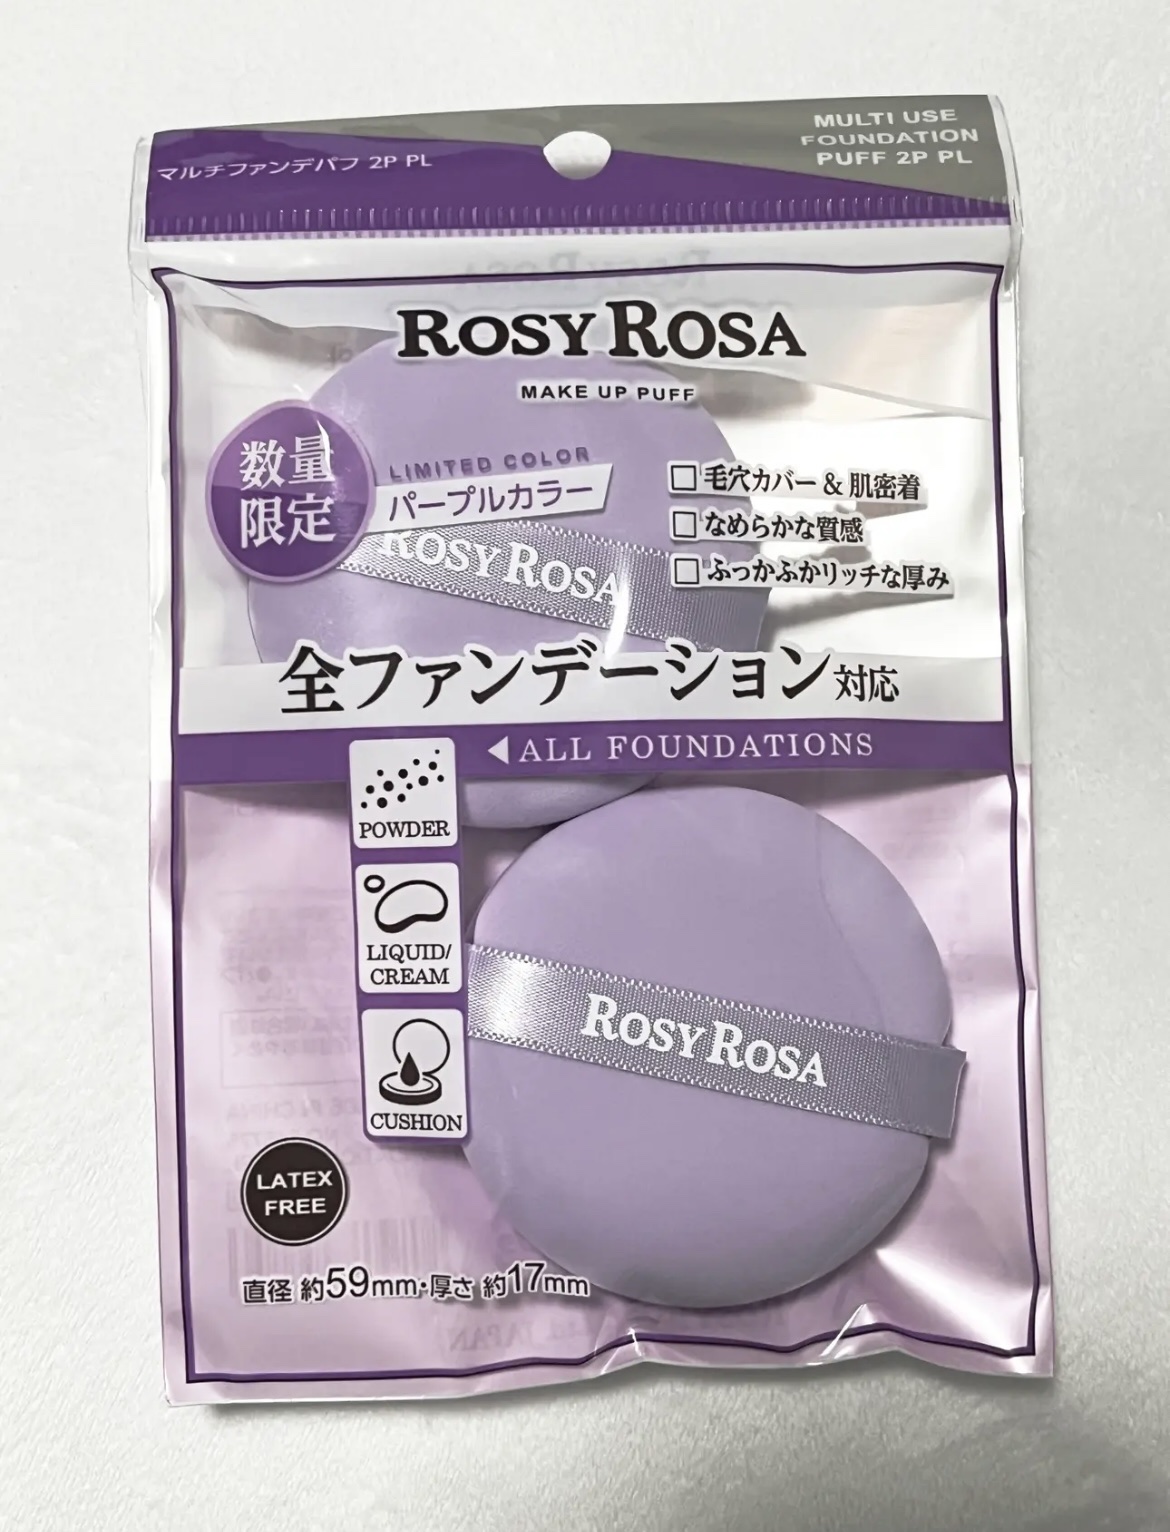 マルチファンデパフ 2P PL
MULTI USE
FOUNDATION
PUFF 2P PL
ROSY ROSA
MAKE UP PUFF
数量
限定
LIMITED COLOR
パープルカラー
□毛穴カバー & 肌密着
□なめらかな質感
□ふっかふかリッチな厚み
ROSY ROSA
全ファンデーション対応
◀ALL FOUNDATIONS
POWDER
LIQUID/
CREAM
CUSHION
ROSY ROSA
LATEX
FREE
直径 約59mm・厚さ 約17mm